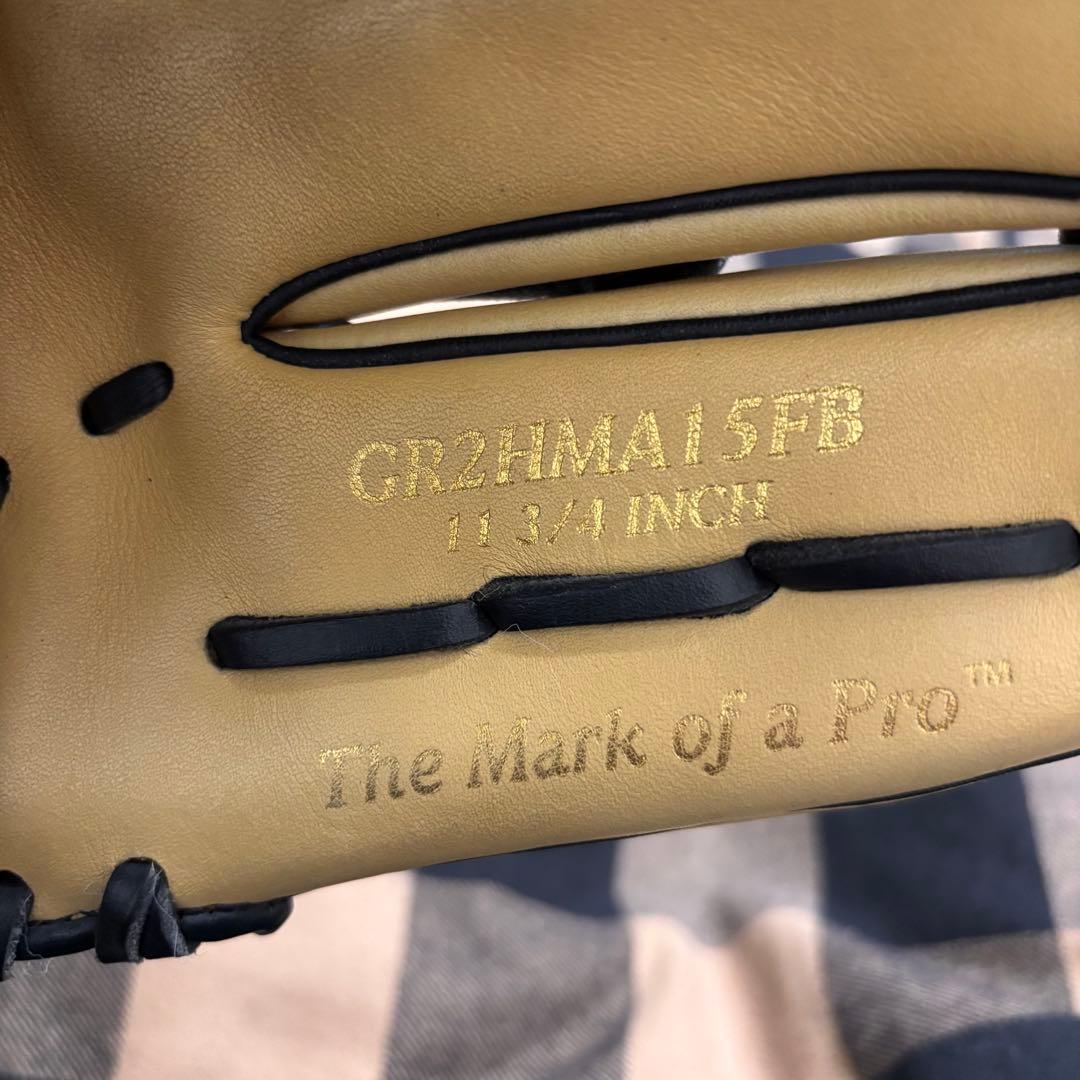 GR2HMA15FB
11 3/4 INCH
The Mark of a Pro™